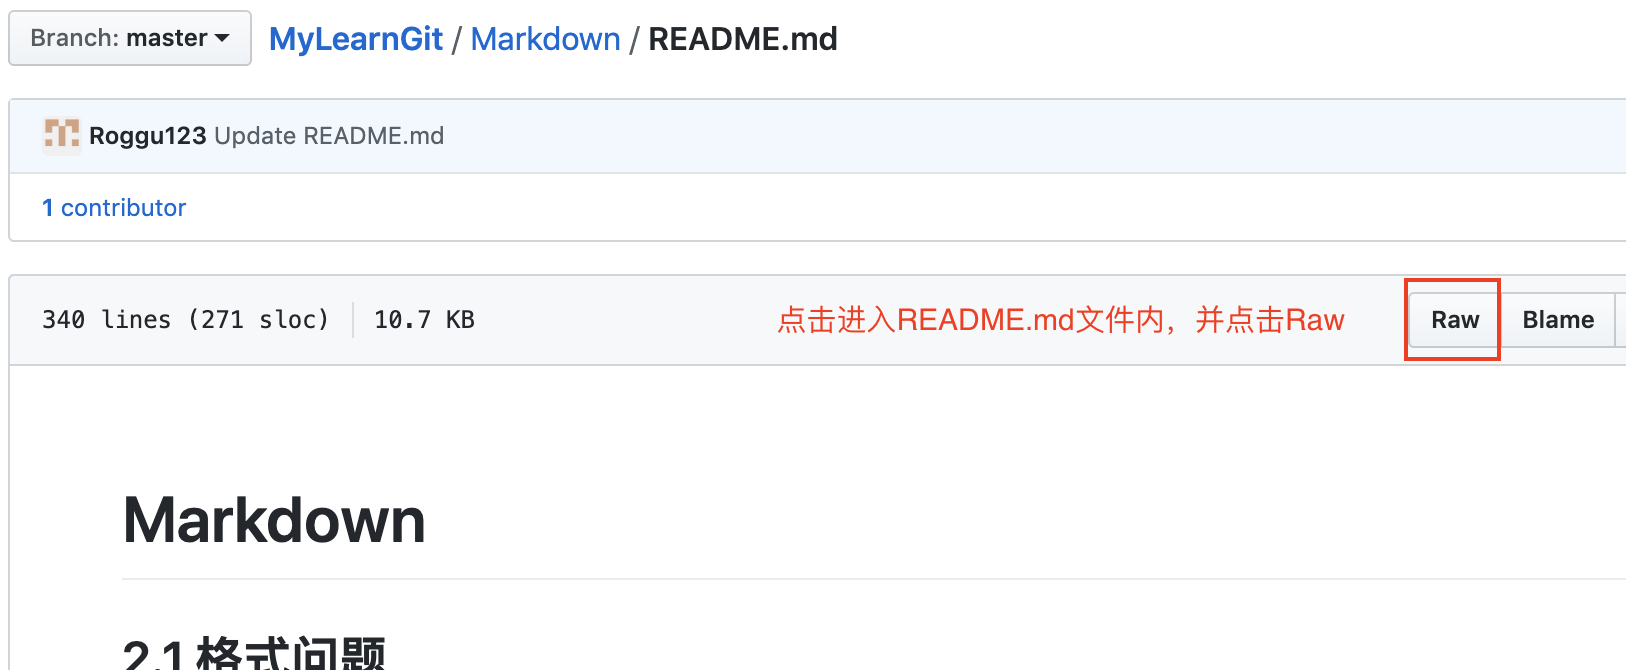 Branch: master MyLearnGit / Markdown / README.md
Roggu123 Update README.md
1 contributor
340 lines (271 sloc) 10.7 KB 点击进入README.md文件内，并点击Raw Raw Blame
Markdown
2.1 格式问题